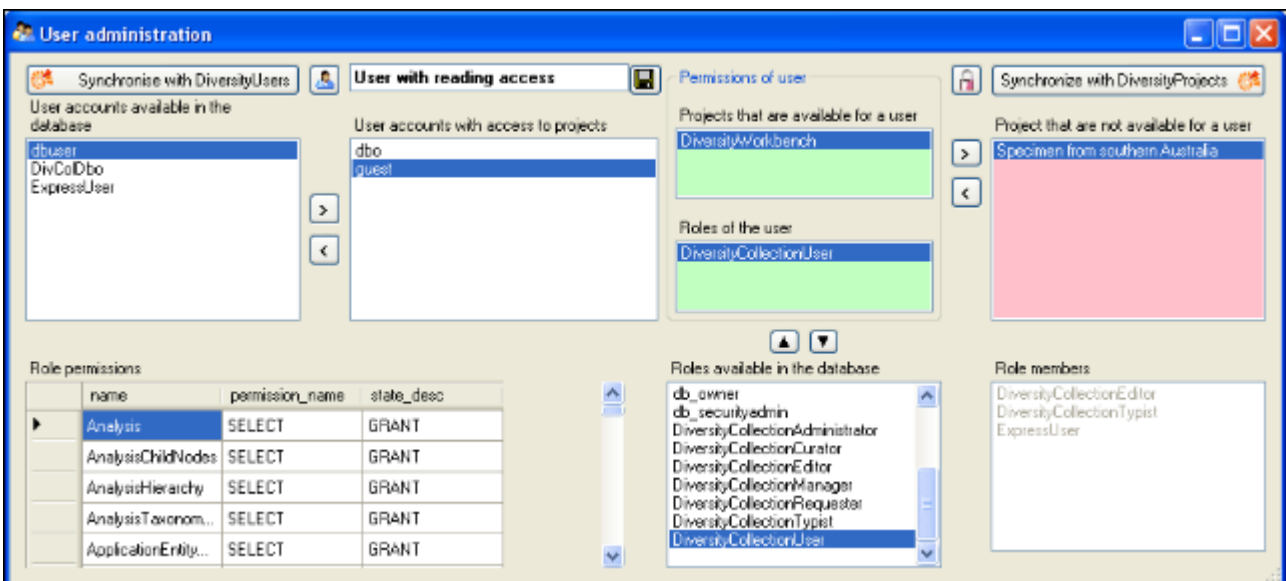 User administration
Synchronise with DiversityUsers
User with reading access
Permissions of user
Synchronize with DiversityProjects
User accounts available in the
database
User accounts with access to projects
Projects that are available for a user
Project that are not available for a user
dbuser
DivColDbo
ExpressUser
>
<
dbo
guest
DiversityWorkbench
>
<
Specimen from southern Australia
Roles of the user
DiversityCollectionUser
Role permissions
name permission_name state_desc
Analysis SELECT GRANT
AnalysisChildNodes SELECT GRANT
AnalysisHierarchy SELECT GRANT
AnalysisTaxonom... SELECT GRANT
ApplicationEntity... SELECT GRANT
Roles available in the database
db_owner
db_securityadmin
DiversityCollectionAdministrator
DiversityCollectionCurator
DiversityCollectionEditor
DiversityCollectionManager
DiversityCollectionRequester
DiversityCollectionTypist
DiversityCollectionUser
Role members
DiversityCollectionEditor
DiversityCollectionTypist
ExpressUser